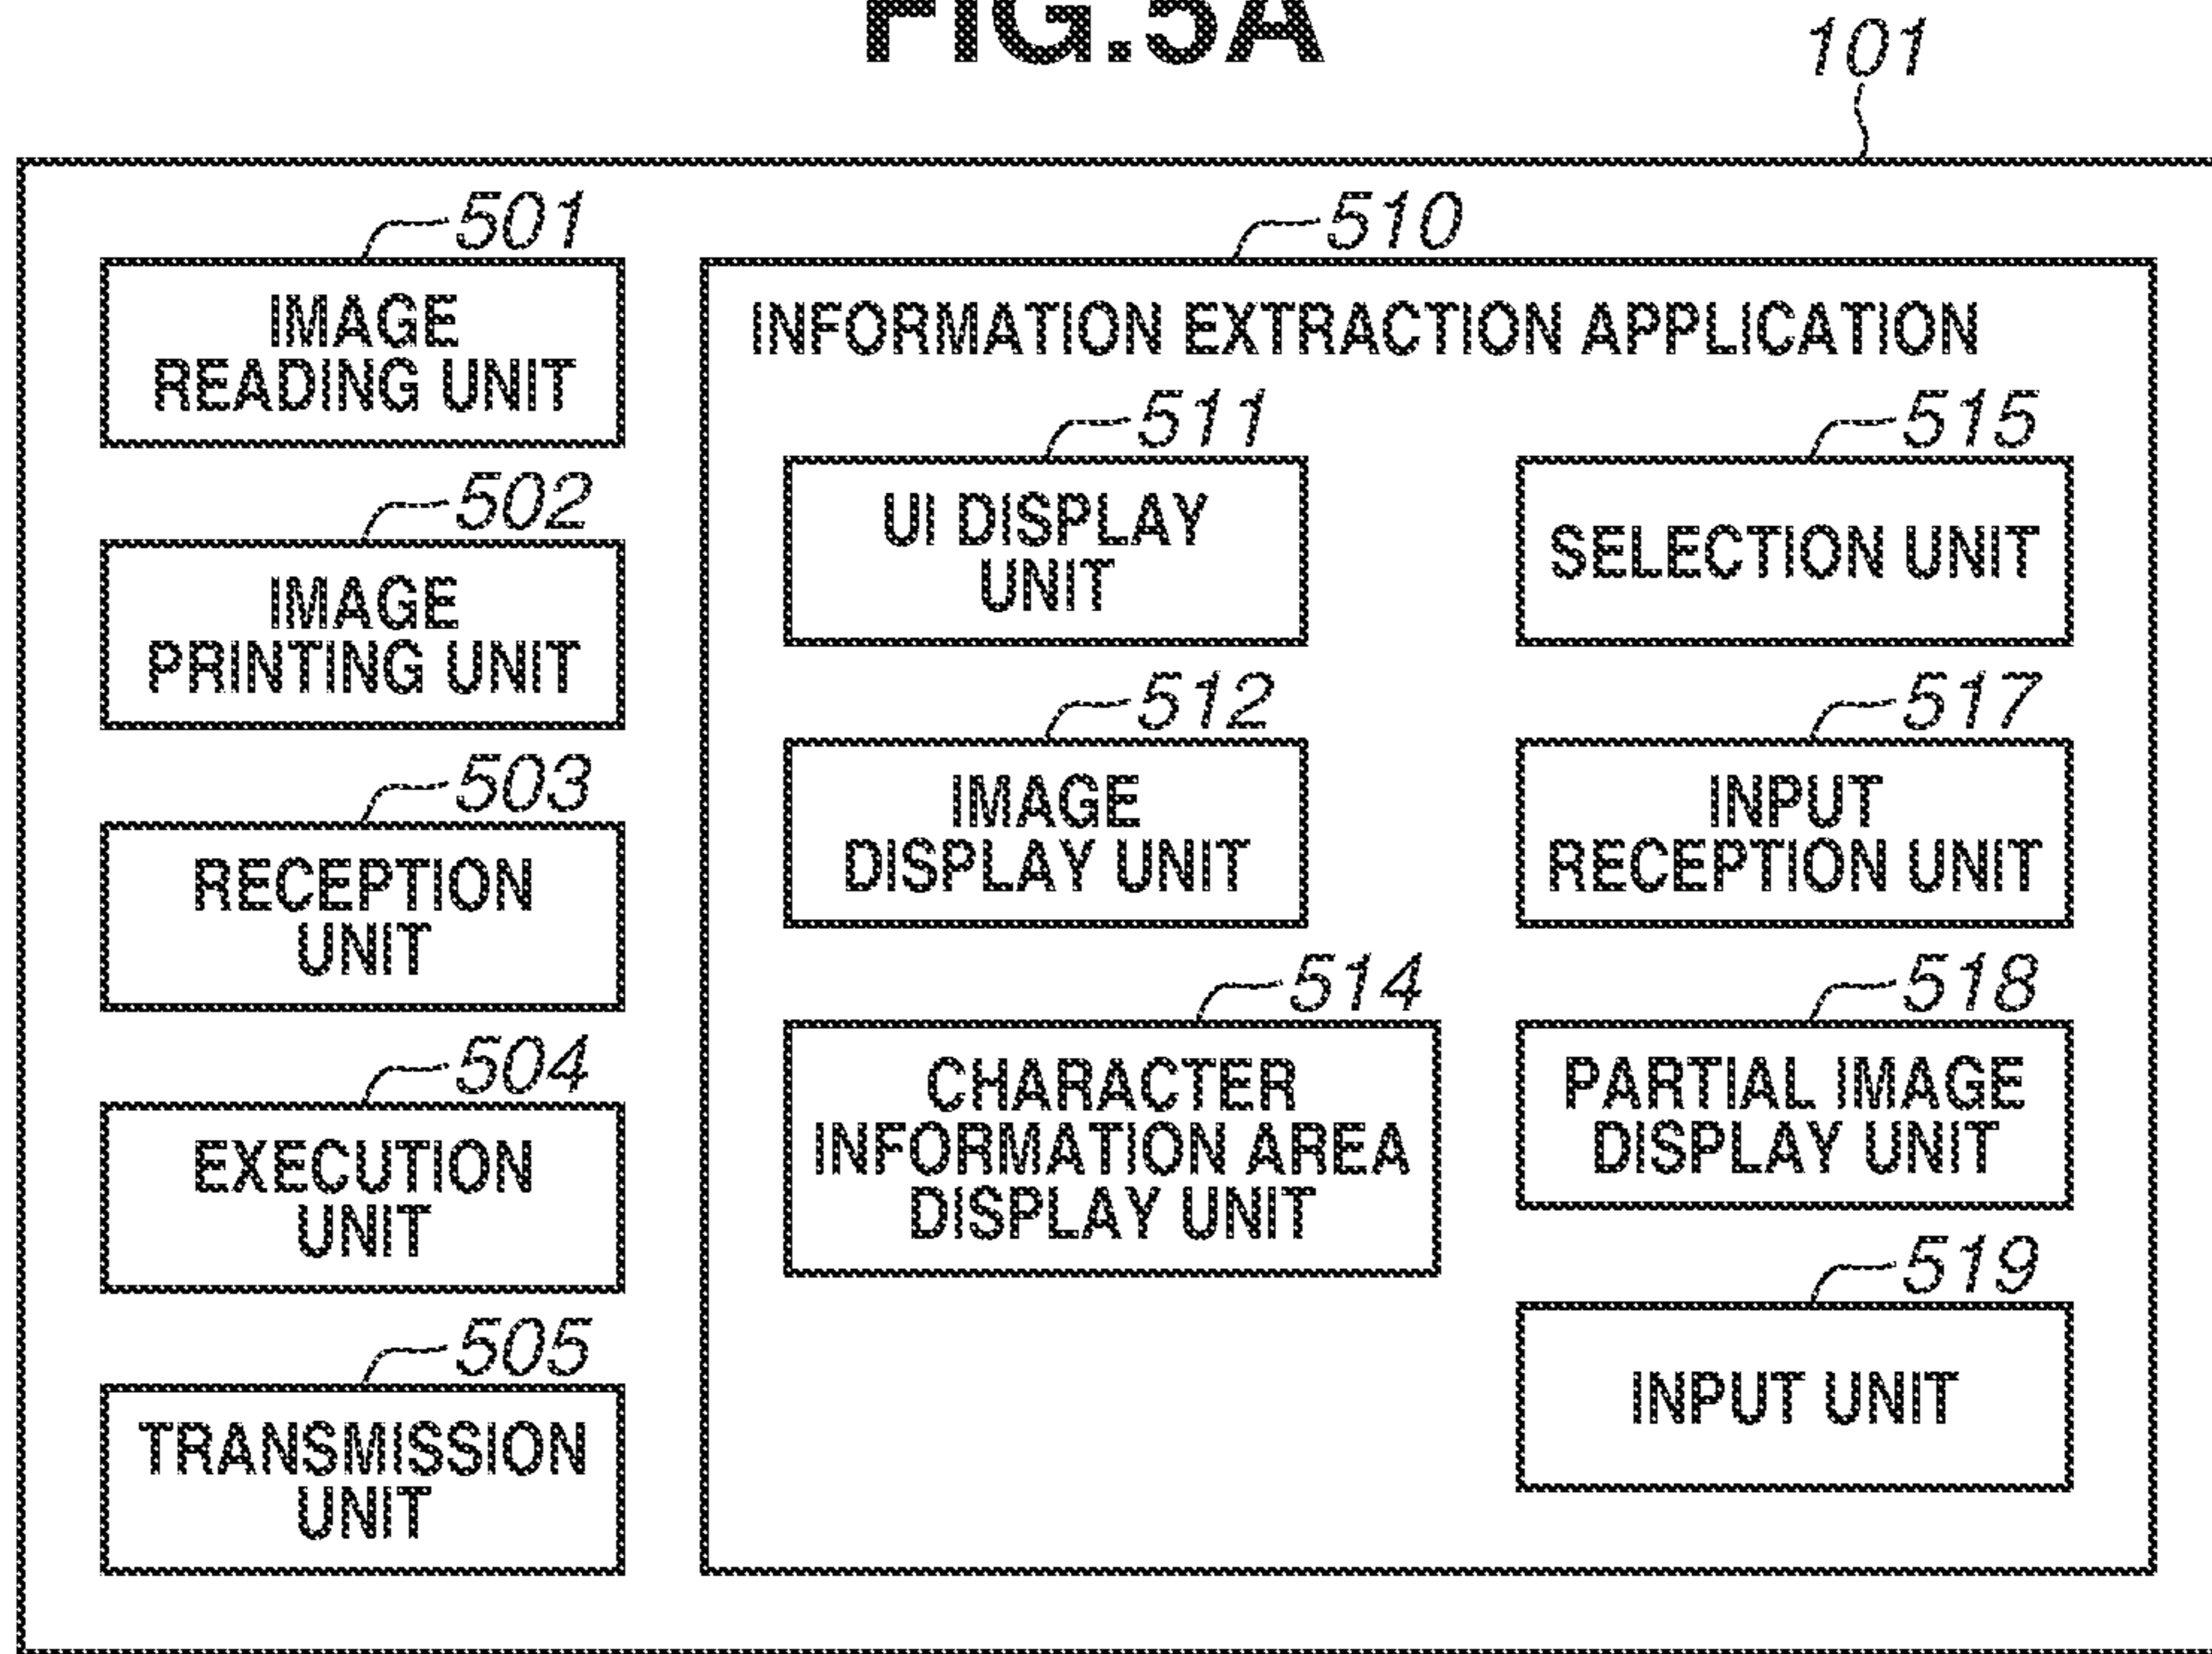 FIG.5A
101
501
IMAGE
READING UNIT
502
IMAGE
PRINTING UNIT
503
RECEPTION
UNIT
504
EXECUTION
UNIT
505
TRANSMISSION
UNIT
510
INFORMATION EXTRACTION APPLICATION
511
UI DISPLAY
UNIT
512
IMAGE
DISPLAY UNIT
514
CHARACTER
INFORMATION AREA
DISPLAY UNIT
515
SELECTION UNIT
517
INPUT
RECEPTION UNIT
518
PARTIAL IMAGE
DISPLAY UNIT
519
INPUT UNIT